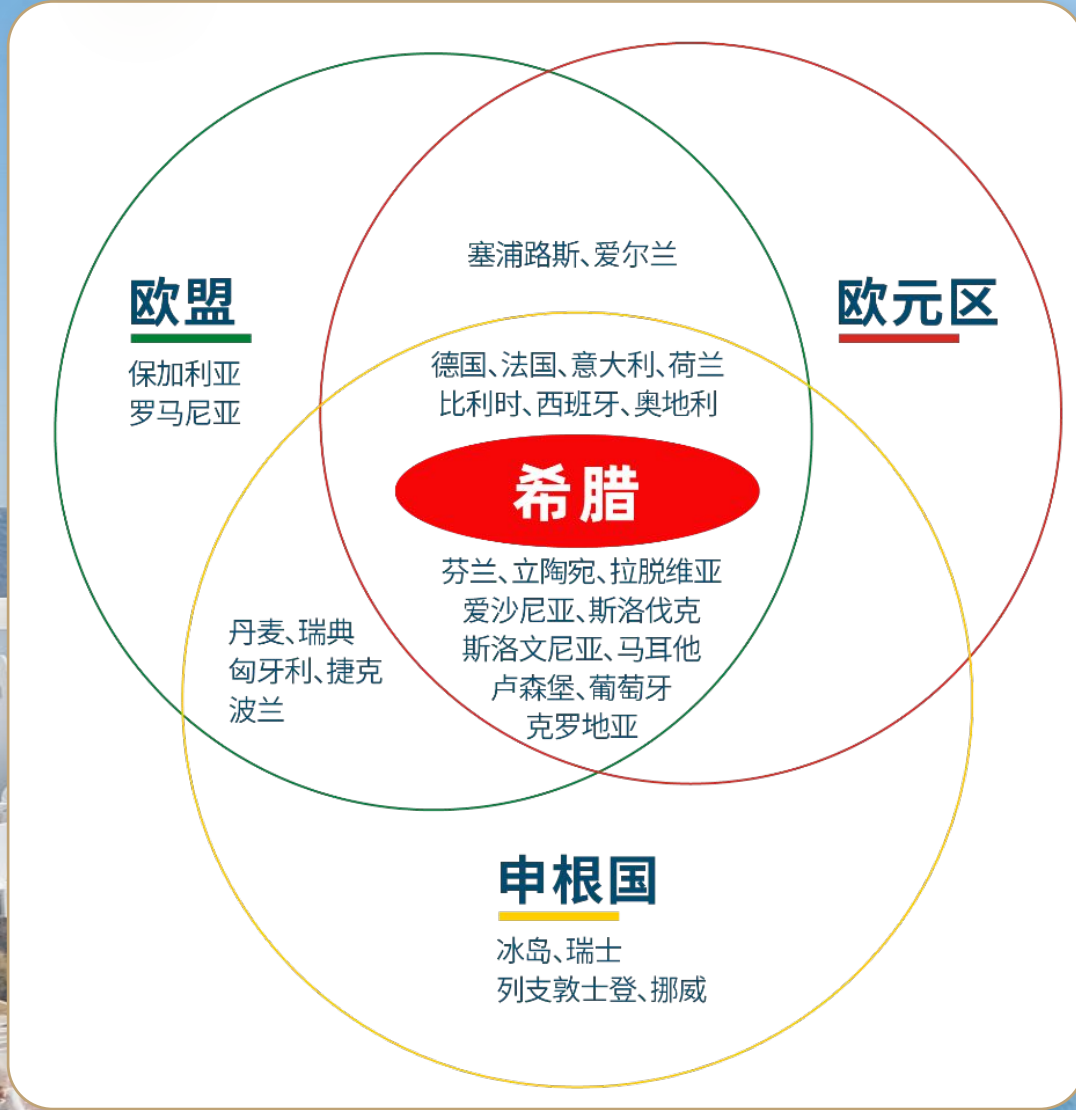 塞浦路斯、爱尔兰
欧盟
欧元区
保加利亚
罗马尼亚
德国、法国、意大利、荷兰
比利时、西班牙、奥地利
希腊
芬兰、立陶宛、拉脱维亚
爱沙尼亚、斯洛伐克
斯洛文尼亚、马耳他
卢森堡、葡萄牙
克罗地亚
丹麦、瑞典
匈牙利、捷克
波兰
申根国
冰岛、瑞士
列支敦士登、挪威